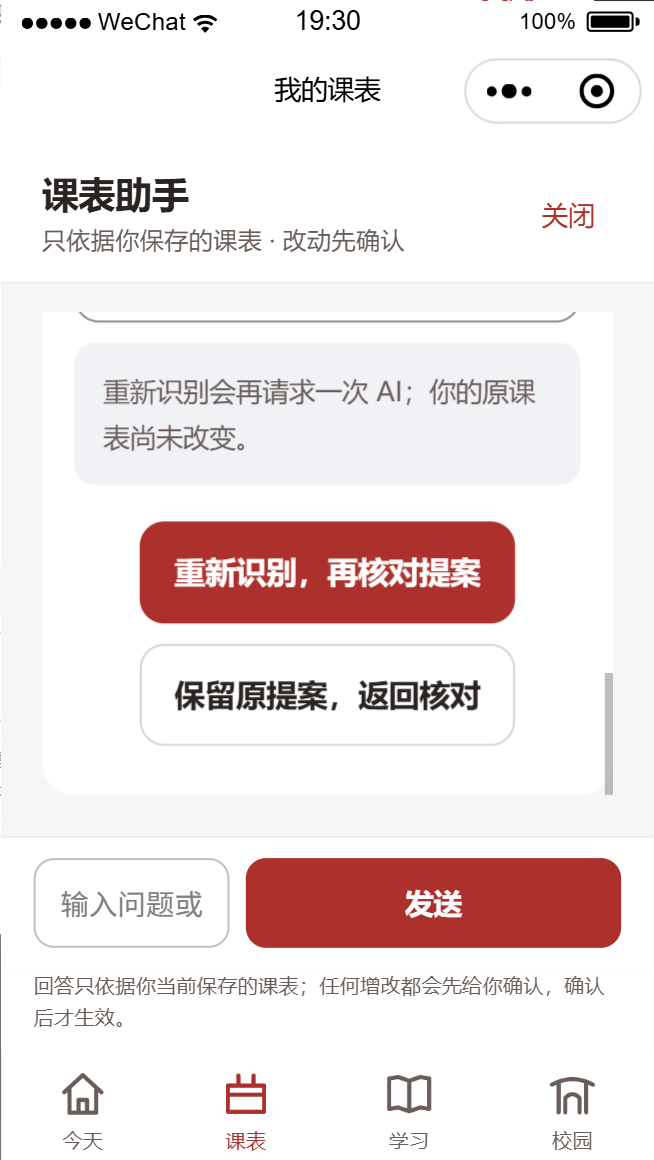 WeChat 19:30 100%
我的课表
课表助手
关闭
只依据你保存的课表 · 改动先确认
重新识别会再请求一次 AI；你的原课
表尚未改变。
重新识别，再核对提案
保留原提案，返回核对
输入问题或
发送
回答只依据你当前保存的课表；任何增改都会先给你确认，确认
后才生效。
今天 课表 学习 校园